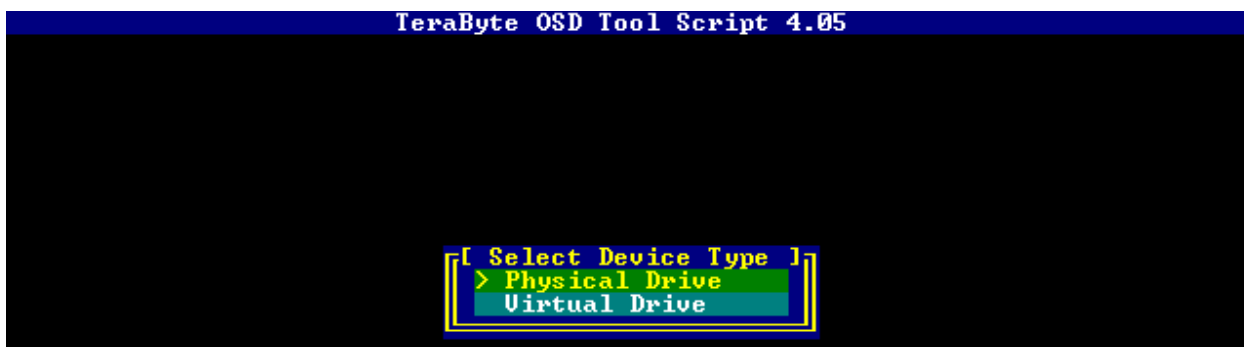 TeraByte OSD Tool Script 4.05
[ Select Device Type ]
> Physical Drive
Virtual Drive